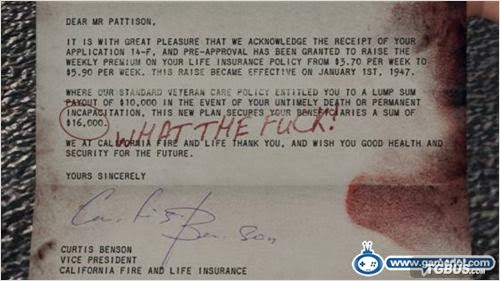 DEAR MR PATTISON,
IT IS WITH GREAT PLEASURE THAT WE ACKNOWLEDGE THE RECEIPT OF YOUR
APPLICATION 14-F, AND PRE-APPROVAL HAS BEEN GRANTED TO RAISE THE
WEEKLY PREMIUM ON YOUR LIFE INSURANCE POLICY FROM $3.70 PER WEEK TO
$5.90 PER WEEK. THIS RAISE BECAME EFFECTIVE ON JANUARY 1ST, 1947.
WHERE OUR STANDARD VETERAN CARE POLICY ENTITLED YOU TO A LUMP SUM
PAYOUT OF $10,000 IN THE EVENT OF YOUR UNTIMELY DEATH OR PERMANENT
INCAPACITATION, THIS NEW PLAN SECURES YOUR BENEFICIARIES A SUM OF
$16,000.
WHAT THE FUCK!
WE AT CALIFORNIA FIRE AND LIFE THANK YOU, AND WISH YOU GOOD HEALTH AND
SECURITY FOR THE FUTURE.
YOURS SINCERELY
CURTIS BENSON
VICE PRESIDENT
CALIFORNIA FIRE AND LIFE INSURANCE
TGBUS.com